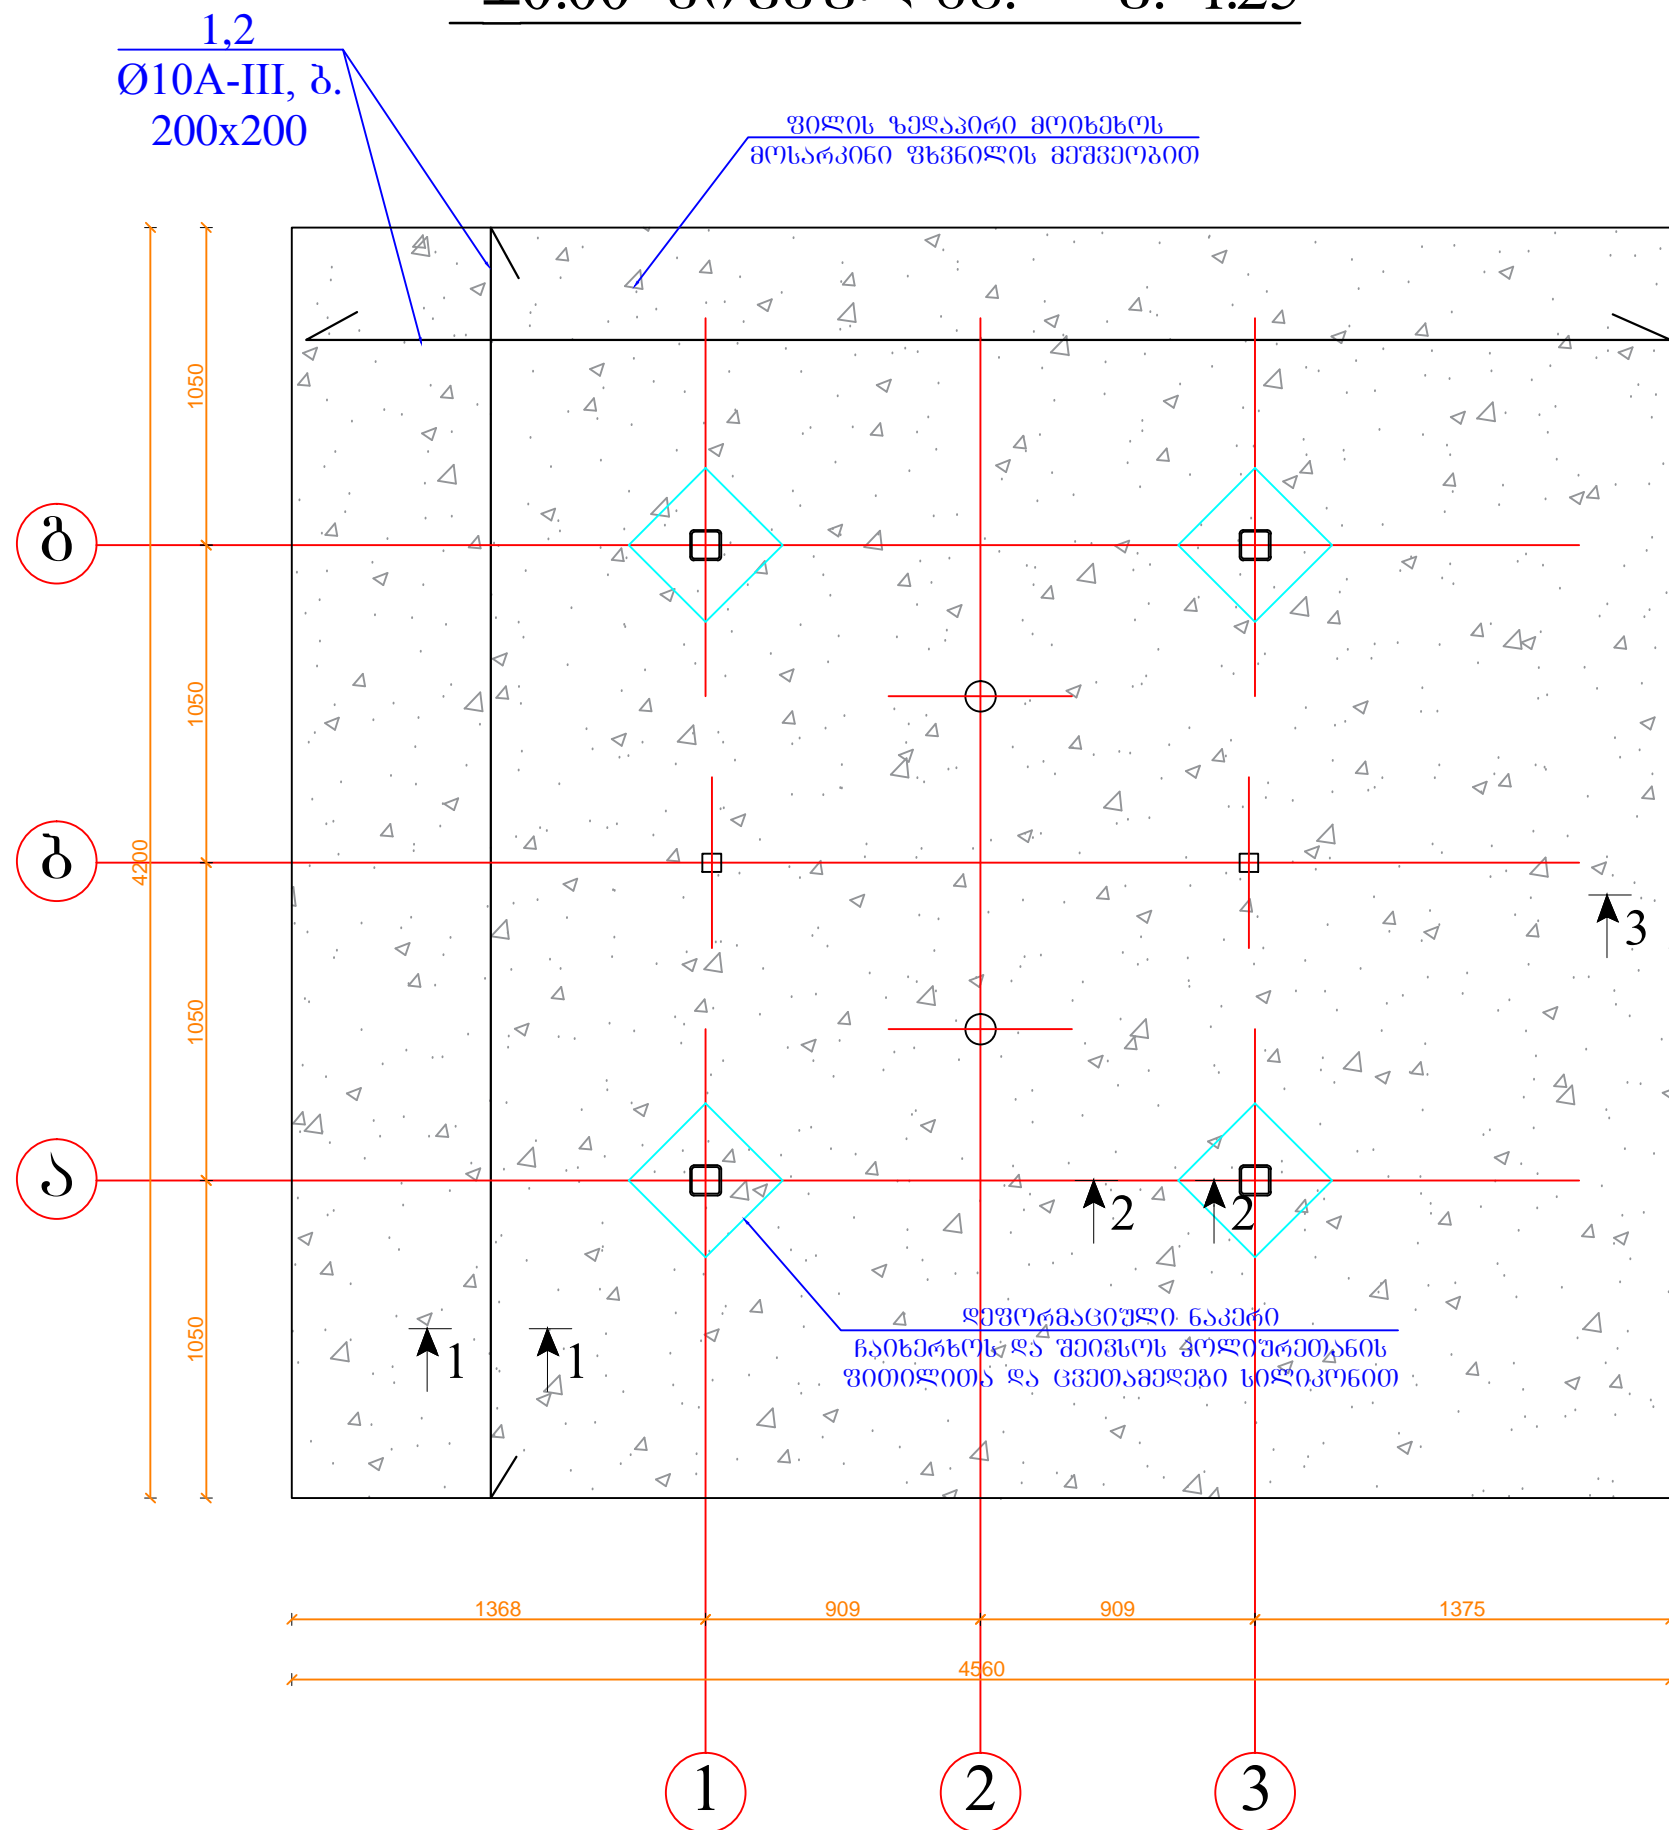 1,2
Ø10A-III, ბ.
200x200
ფილის ზედაპირი მოიხეხოს
მოსარკინი ფხვნილის მეშვეობით
1050
1050
4200
1050
1050
გ
ბ
ა
3
2
2
1
1
დეფორმაციული ნაკერი
ჩაიხერხოს და შეივსოს პოლიურეთანის
ფითილითა და ცვეთამედეგი სილიკონით
1368
909
909
1375
4560
1
2
3